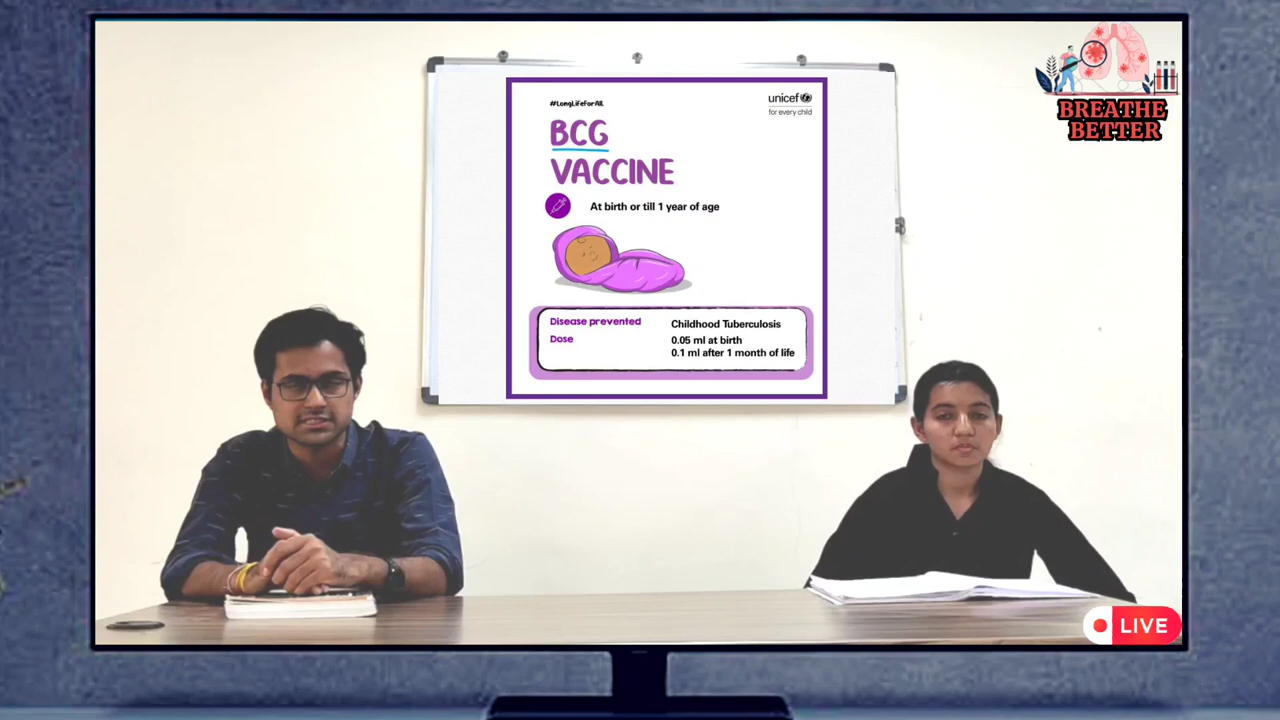 #LongLifeforAll
unicef
for every child
BCG
VACCINE
At birth or till 1 year of age
Disease prevented Childhood Tuberculosis
Dose 0.05 ml at birth
0.1 ml after 1 month of life
BREATHE
BETTER
LIVE